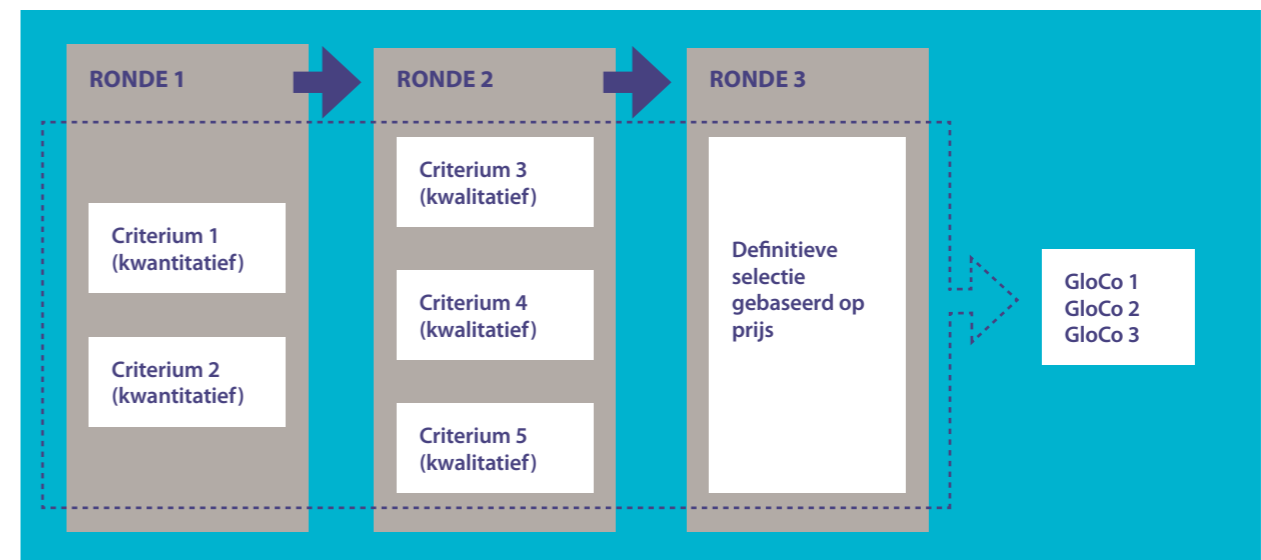 RONDE 1
Criterium 1
(kwantitatief)
Criterium 2
(kwantitatief)
RONDE 2
Criterium 3
(kwalitatief)
Criterium 4
(kwalitatief)
Criterium 5
(kwalitatief)
RONDE 3
Definitieve
selectie
gebaseerd op
prijs
GloCo 1
GloCo 2
GloCo 3